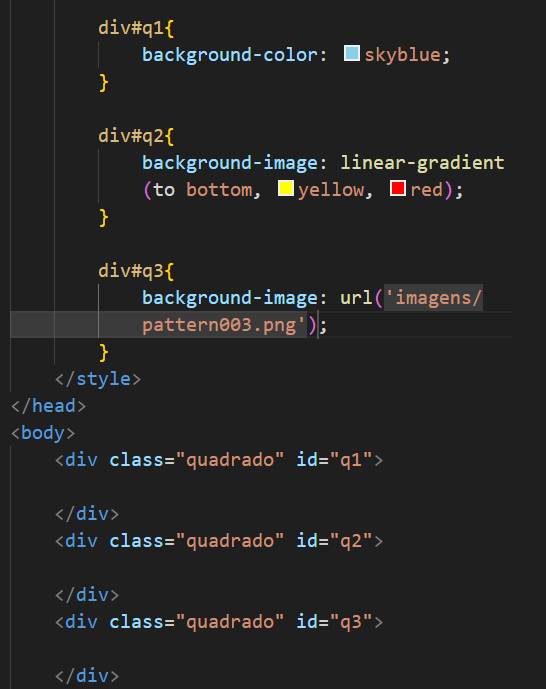 div#q1{
background-color: skyblue;
}
div#q2{
background-image: linear-gradient
(to bottom, yellow, red);
}
div#q3{
background-image: url('imagens/
pattern003.png');
}
</style>
</head>
<body>
<div class="quadrado" id="q1">
</div>
<div class="quadrado" id="q2">
</div>
<div class="quadrado" id="q3">
</div>